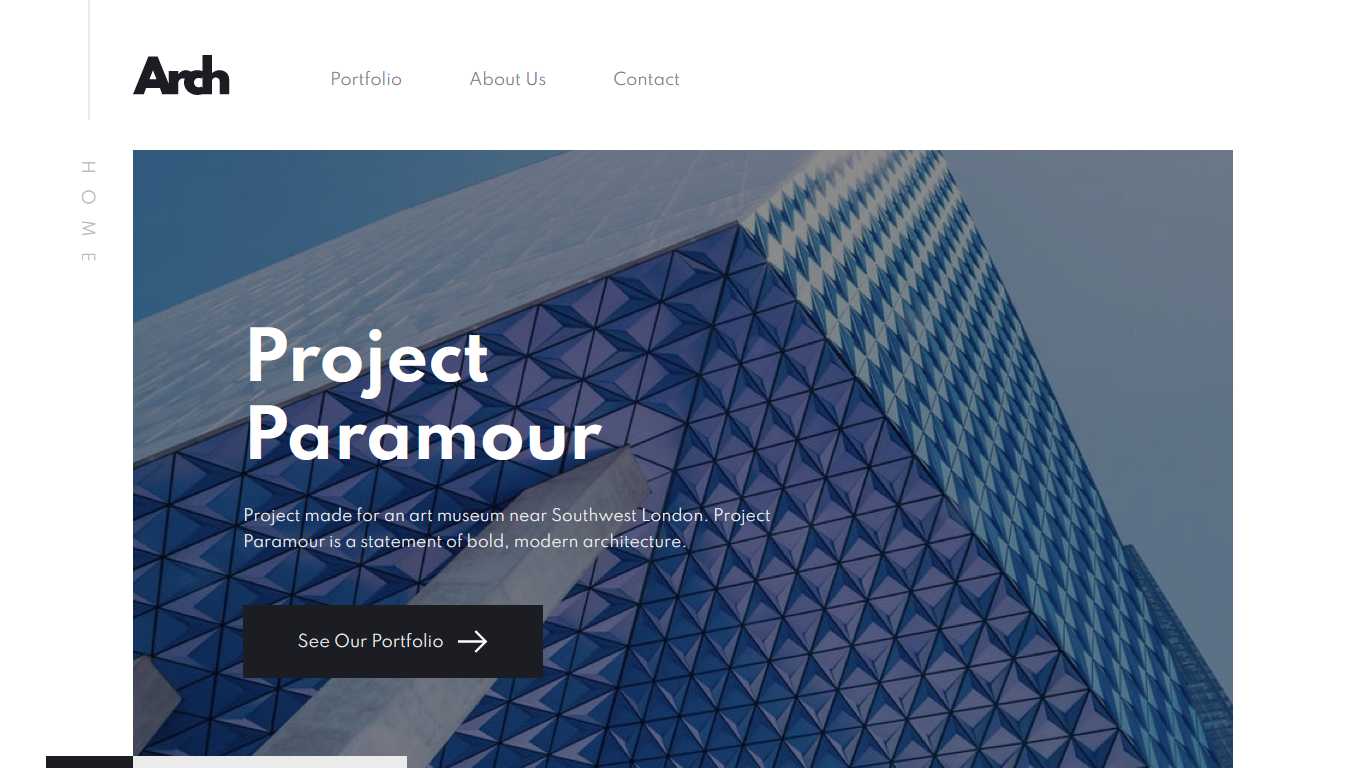 Arch
Portfolio
About Us
Contact
HOME
Project
Paramour
Project made for an art museum near Southwest London. Project
Paramour is a statement of bold, modern architecture.
See Our Portfolio